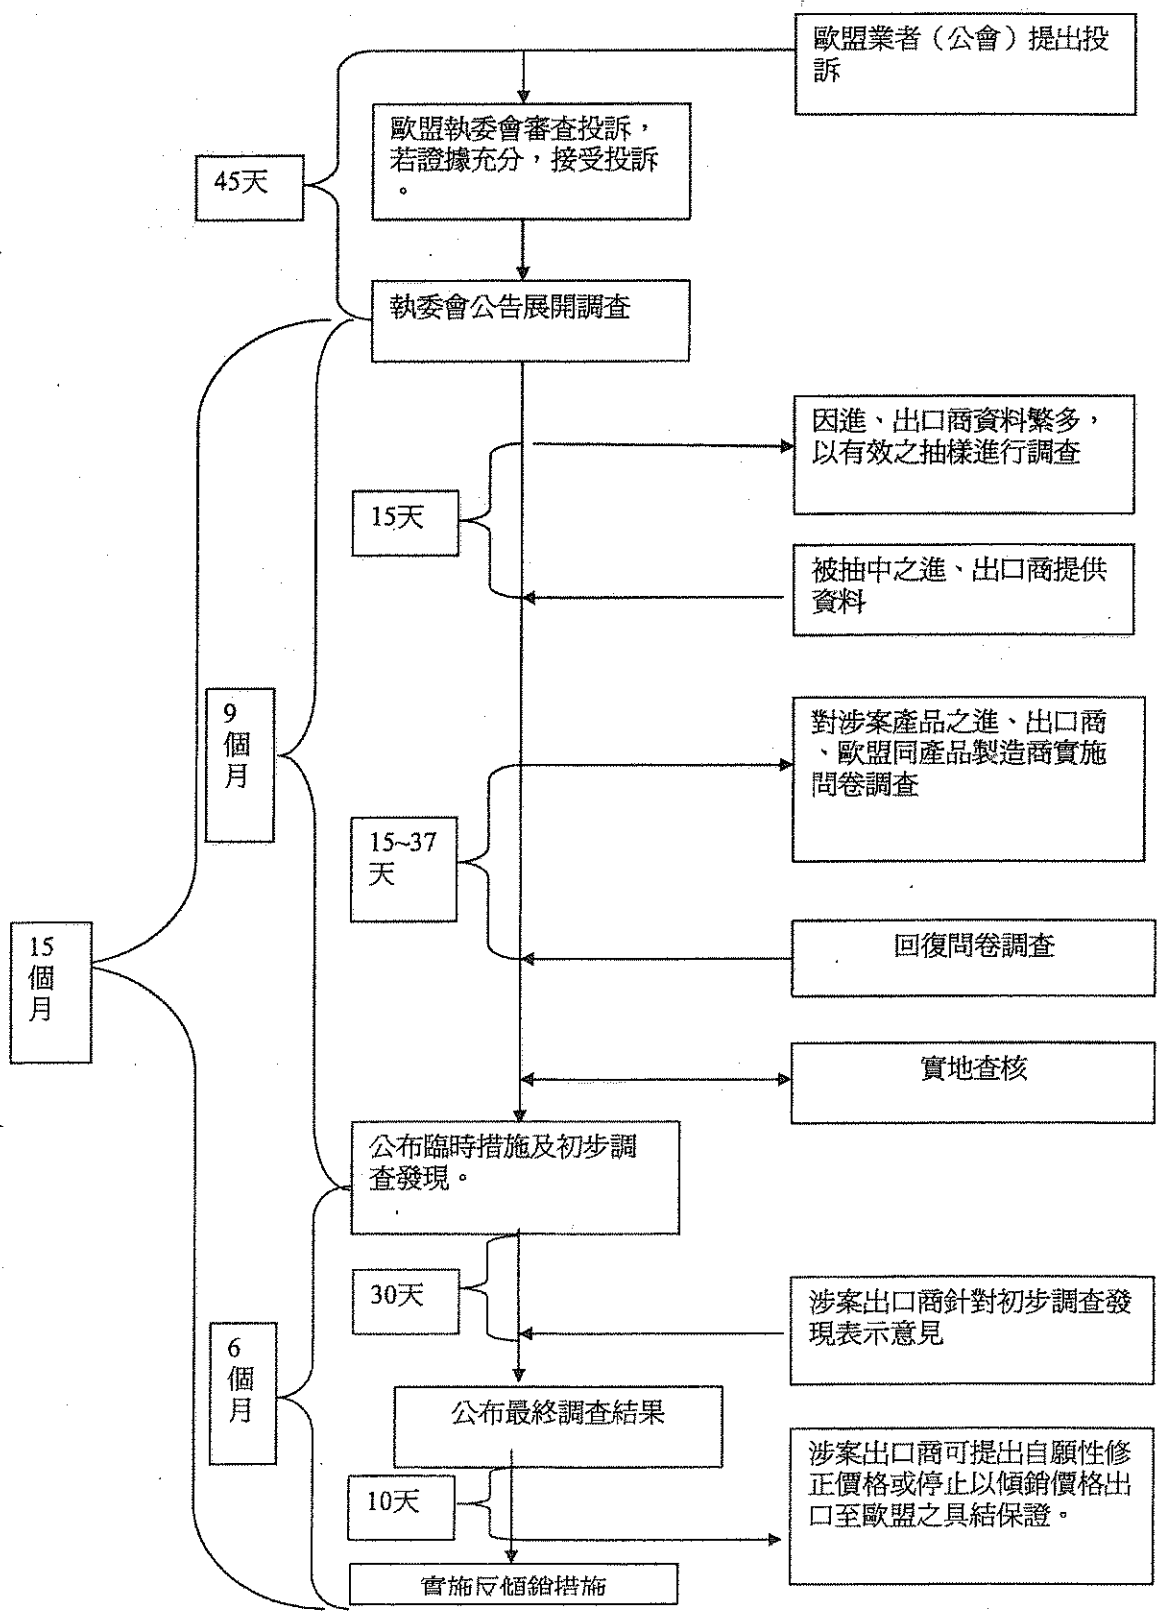 歐盟業者（公會）提出投
訴
歐盟執委會審查投訴，
若證據充分，接受投訴
。
45天
執委會公告展開調查
因進、出口商資料繁多，
以有效之抽樣進行調查
15天
被抽中之進、出口商提供
資料
9
個
月
對涉案產品之進、出口商
、歐盟同產品製造商實施
問卷調查
15~37
天
15
個
月
回復問卷調查
實地查核
公布臨時措施及初步調
查發現。
30天
涉案出口商針對初步調查發
現表示意見
6
個
月
公布最終調查結果
涉案出口商可提出自願性修
正價格或停止以傾銷價格出
口至歐盟之具結保證。
10天
實施反傾銷措施